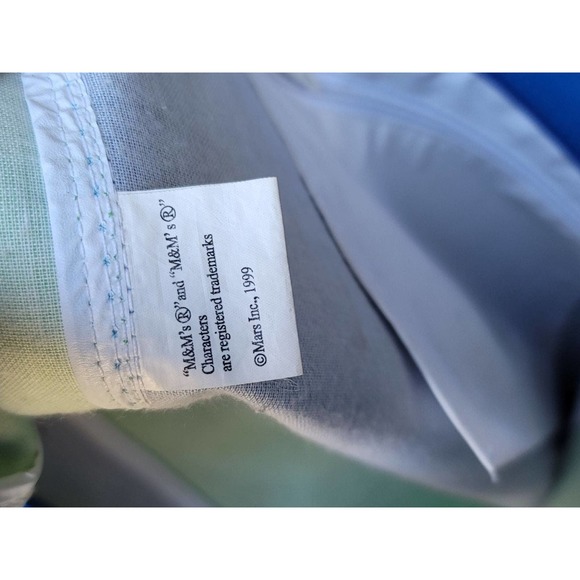 "M&M's ®" and "M&M' s ®"
Characters
are registered trademarks
©Mars Inc., 1999